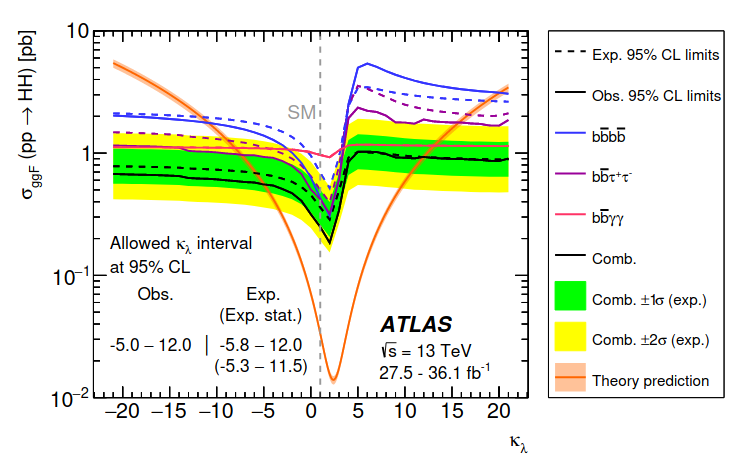 σ_ggF (pp → HH) [pb]
10
1
10⁻¹
10⁻²
SM
Allowed κ_λ interval
at 95% CL
Obs. Exp.
(Exp. stat.)
-5.0 – 12.0 | -5.8 – 12.0
(-5.3 – 11.5)
ATLAS
√s = 13 TeV
27.5 - 36.1 fb⁻¹
−20 −15 −10 −5 0 5 10 15 20
κ_λ
Exp. 95% CL limits
Obs. 95% CL limits
bb̅bb̅
bb̅τ⁺τ⁻
bb̅γγ
Comb.
Comb. ±1σ (exp.)
Comb. ±2σ (exp.)
Theory prediction